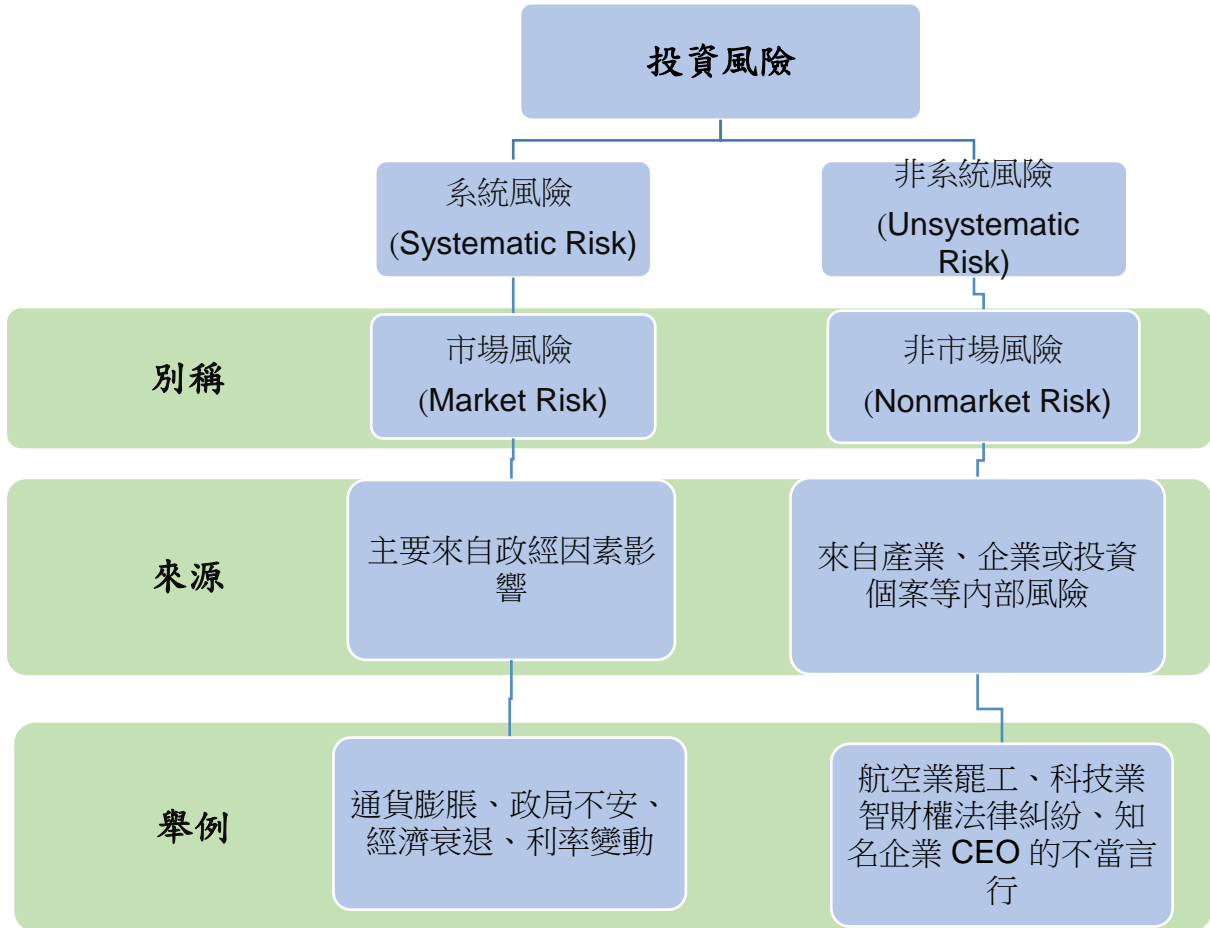 投資風險
系統風險
(Systematic Risk)
非系統風險
(Unsystematic
Risk)
別稱
市場風險
(Market Risk)
非市場風險
(Nonmarket Risk)
來源
主要來自政經因素影
響
來自產業、企業或投資
個案等內部風險
舉例
通貨膨脹、政局不安、
經濟衰退、利率變動
航空業罷工、科技業
智財權法律糾紛、知
名企業 CEO 的不當言
行